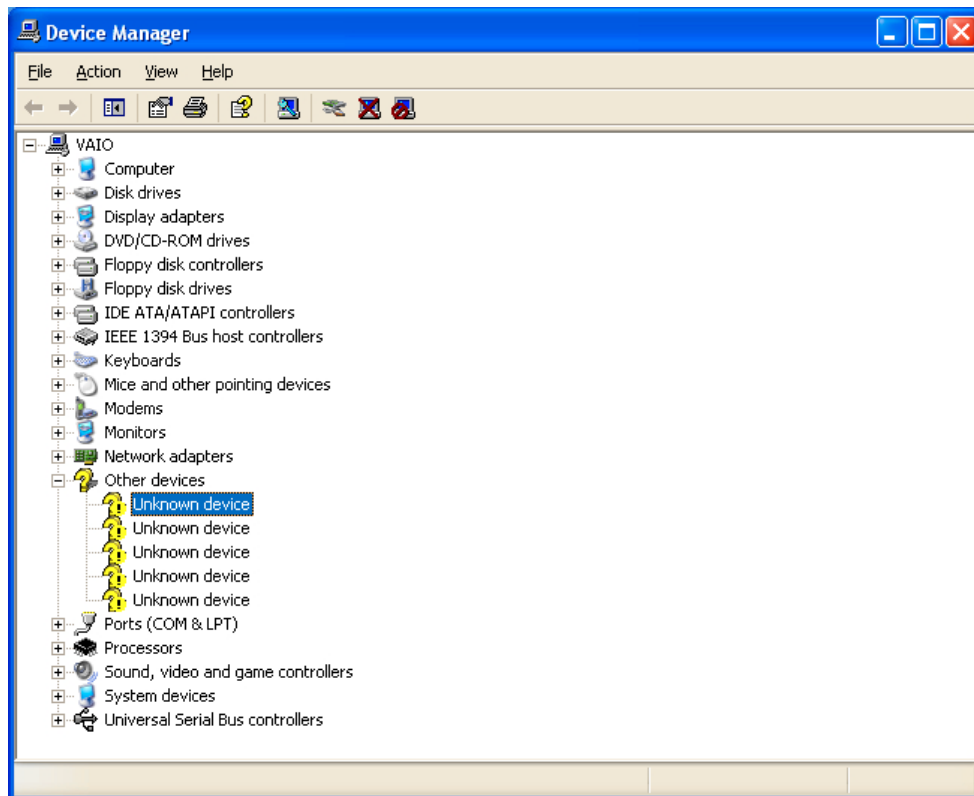 Device Manager
File Action View Help
VAIO
Computer
Disk drives
Display adapters
DVD/CD-ROM drives
Floppy disk controllers
Floppy disk drives
IDE ATA/ATAPI controllers
IEEE 1394 Bus host controllers
Keyboards
Mice and other pointing devices
Modems
Monitors
Network adapters
Other devices
Unknown device
Unknown device
Unknown device
Unknown device
Unknown device
Ports (COM & LPT)
Processors
Sound, video and game controllers
System devices
Universal Serial Bus controllers